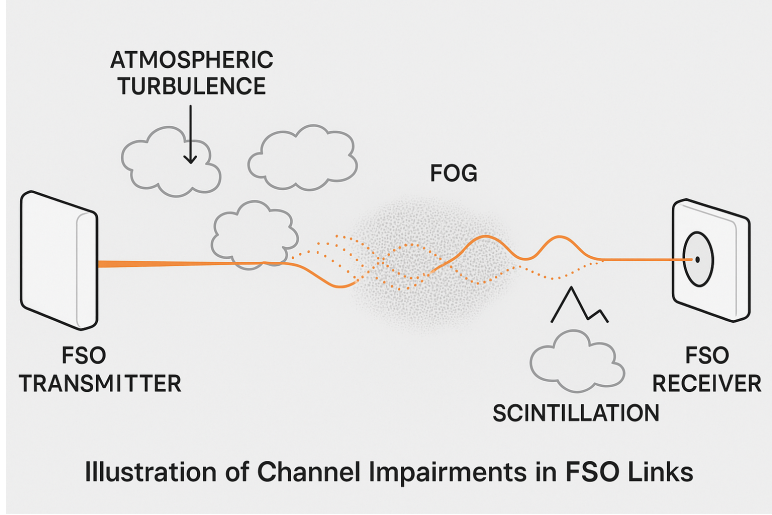 ATMOSPHERIC
TURBULENCE
FOG
FSO
TRANSMITTER
FSO
RECEIVER
SCINTILLATION
Illustration of Channel Impairments in FSO Links